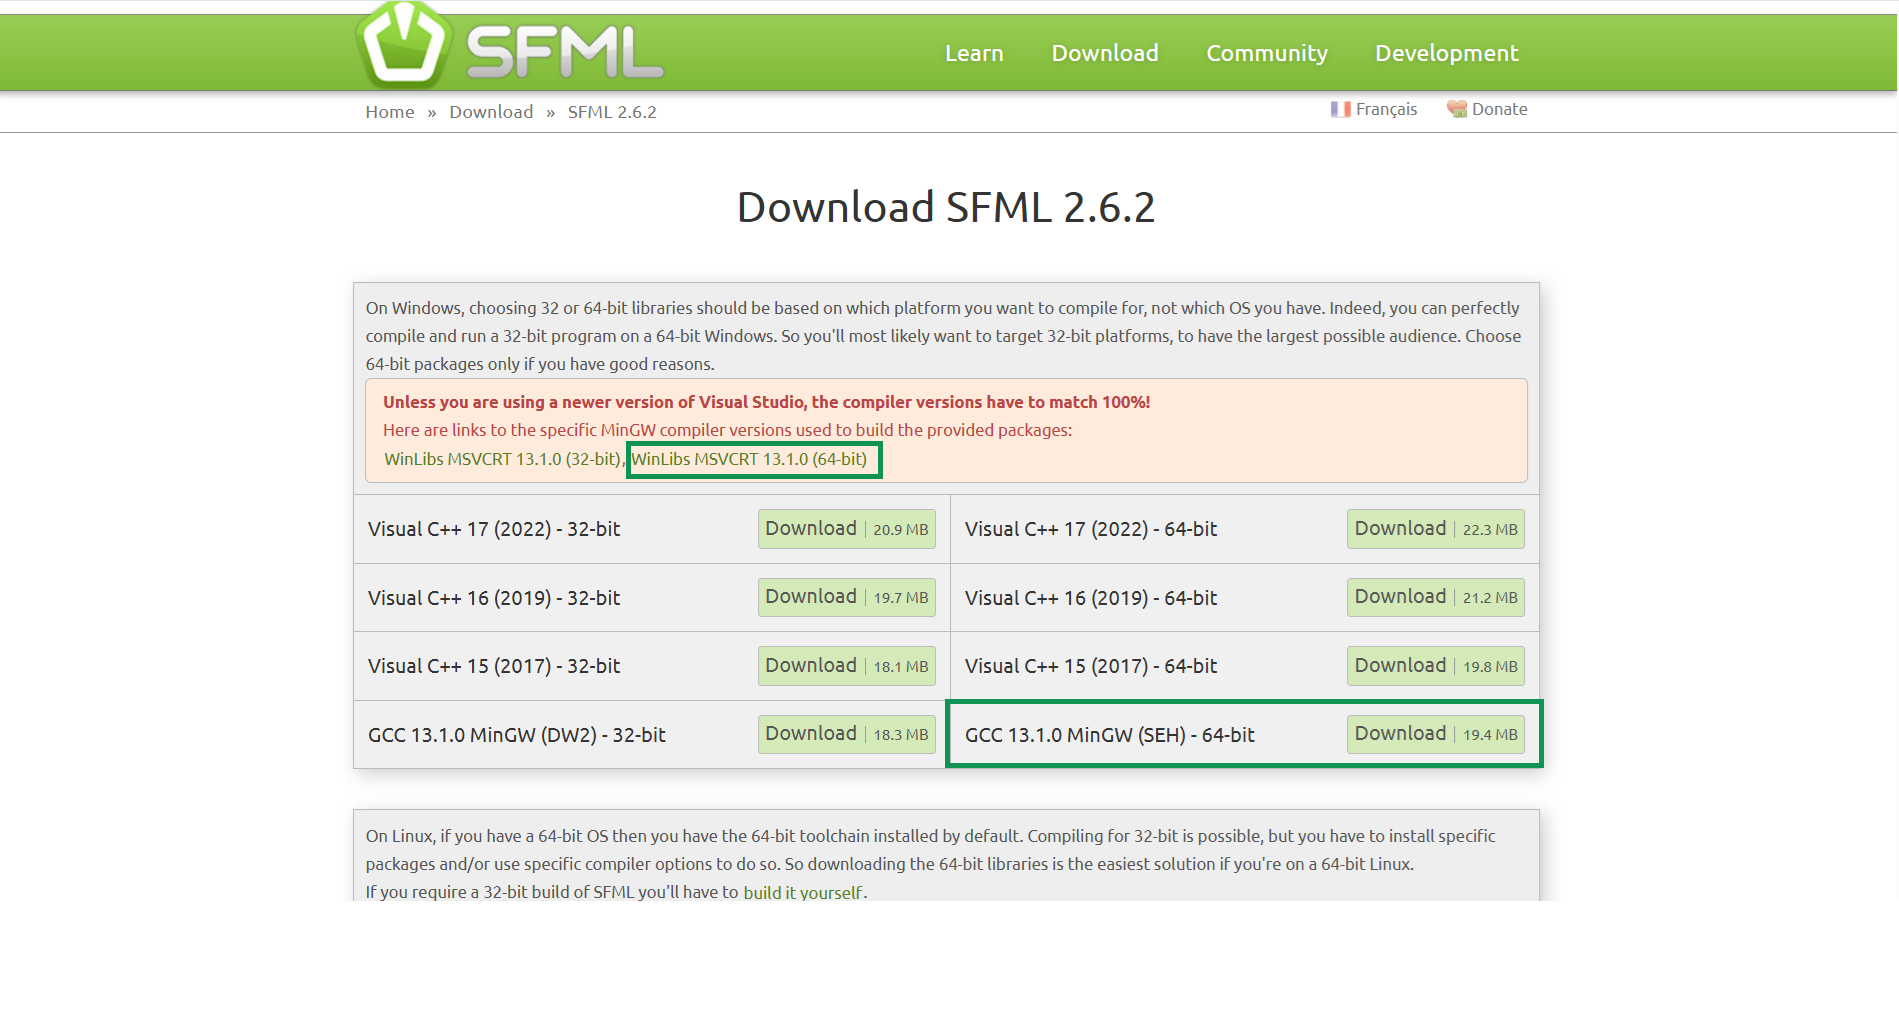 SFML
Learn Download Community Development
Home » Download » SFML 2.6.2
Français Donate
Download SFML 2.6.2
On Windows, choosing 32 or 64-bit libraries should be based on which platform you want to compile for, not which OS you have. Indeed, you can perfectly
compile and run a 32-bit program on a 64-bit Windows. So you'll most likely want to target 32-bit platforms, to have the largest possible audience. Choose
64-bit packages only if you have good reasons.
Unless you are using a newer version of Visual Studio, the compiler versions have to match 100%!
Here are links to the specific MinGW compiler versions used to build the provided packages:
WinLibs MSVCRT 13.1.0 (32-bit), WinLibs MSVCRT 13.1.0 (64-bit)
Visual C++ 17 (2022) - 32-bit Download | 20.9 MB Visual C++ 17 (2022) - 64-bit Download | 22.3 MB
Visual C++ 16 (2019) - 32-bit Download | 19.7 MB Visual C++ 16 (2019) - 64-bit Download | 21.2 MB
Visual C++ 15 (2017) - 32-bit Download | 18.1 MB Visual C++ 15 (2017) - 64-bit Download | 19.8 MB
GCC 13.1.0 MinGW (DW2) - 32-bit Download | 18.3 MB GCC 13.1.0 MinGW (SEH) - 64-bit Download | 19.4 MB
On Linux, if you have a 64-bit OS then you have the 64-bit toolchain installed by default. Compiling for 32-bit is possible, but you have to install specific
packages and/or use specific compiler options to do so. So downloading the 64-bit libraries is the easiest solution if you're on a 64-bit Linux.
If you require a 32-bit build of SFML you'll have to build it yourself.